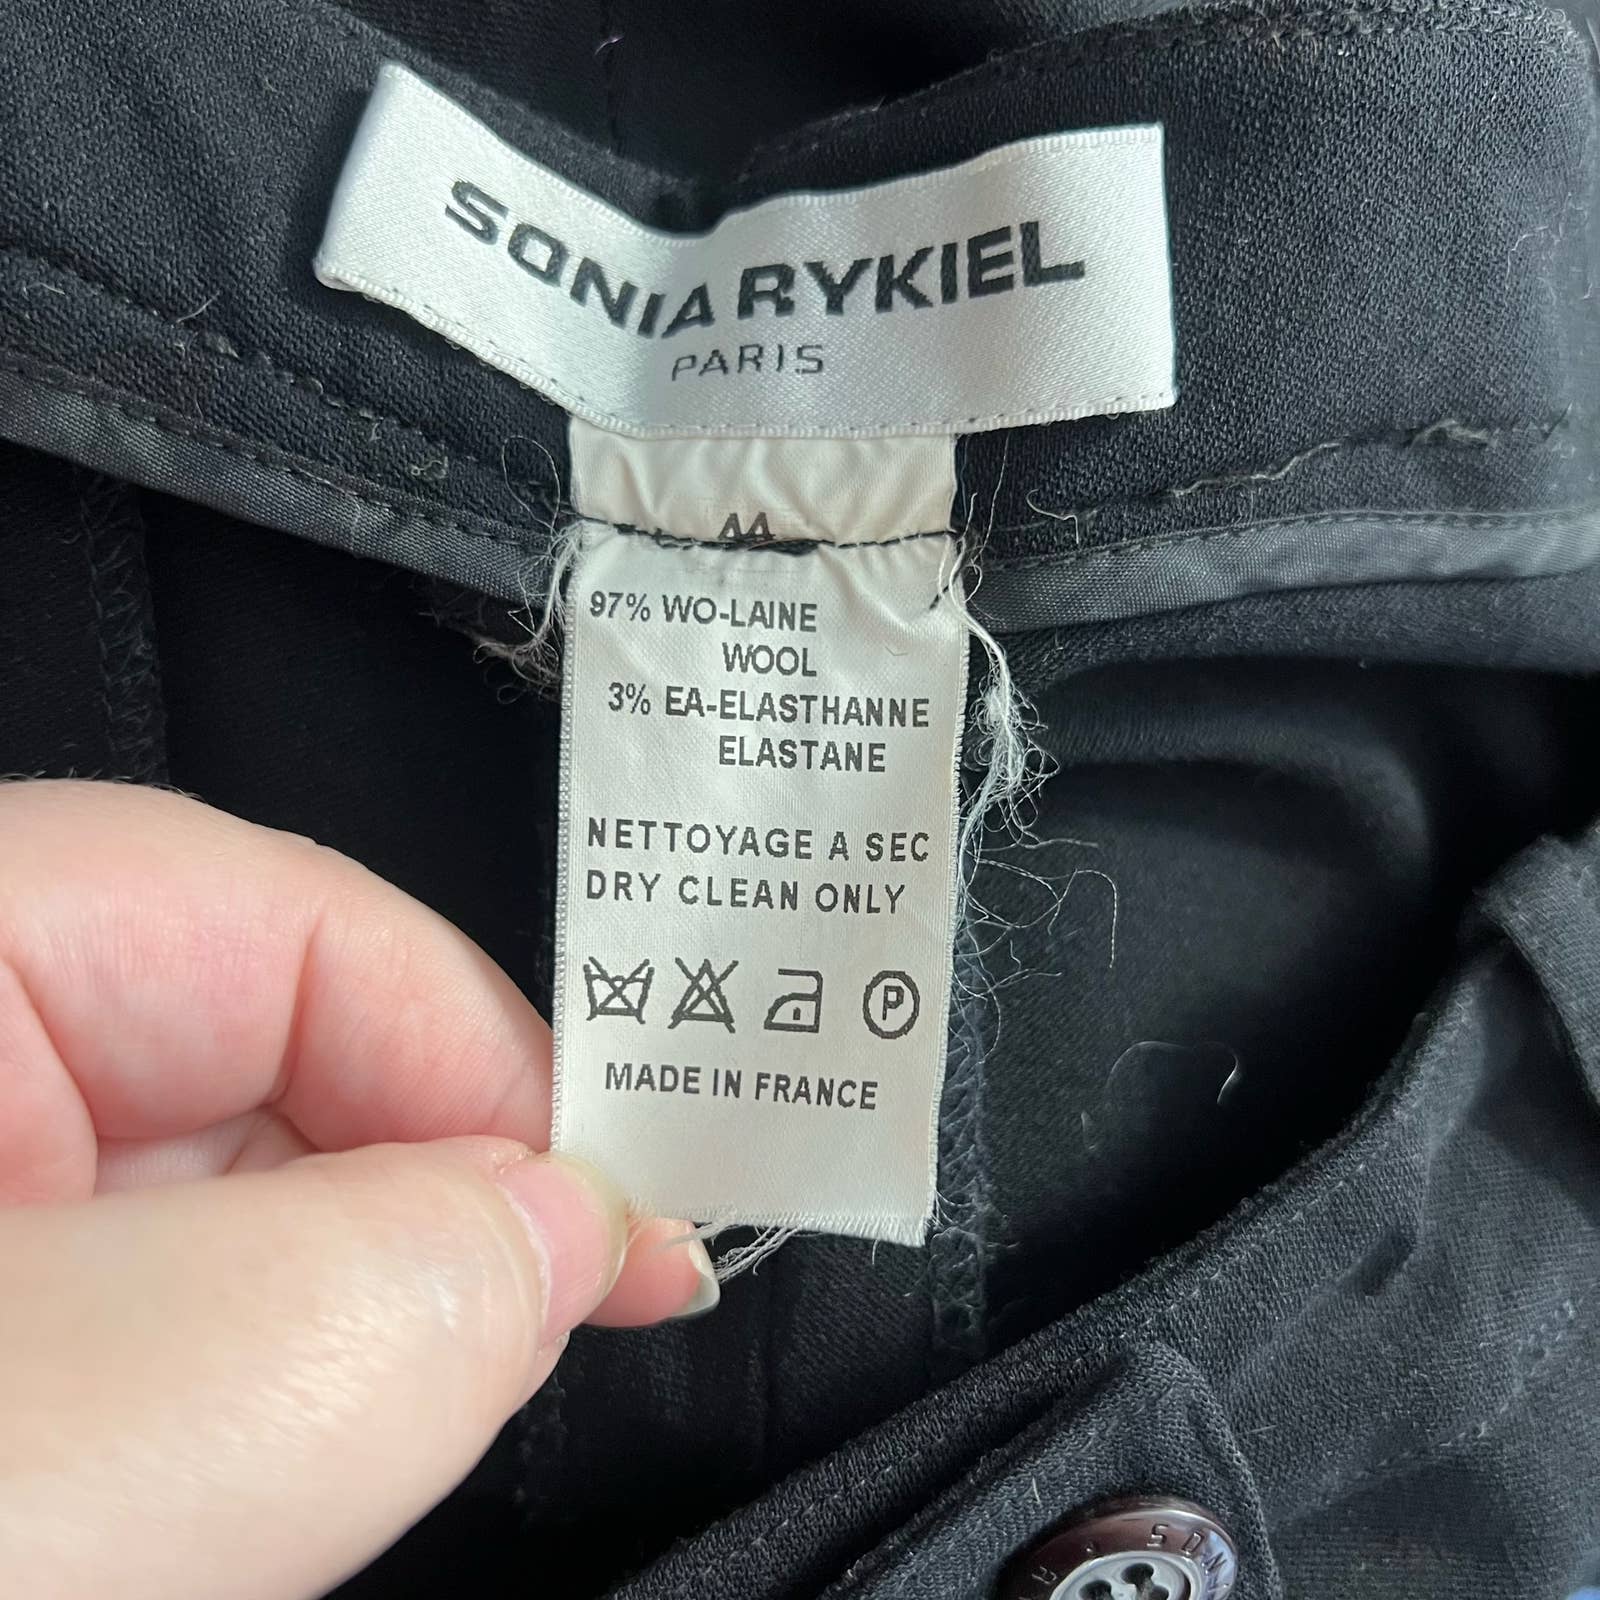 SONIA RYKIEL
PARIS
44
97% WO-LAINE
WOOL
3% EA-ELASTHANNE
ELASTANE
NETTOYAGE A SEC
DRY CLEAN ONLY
P
MADE IN FRANCE